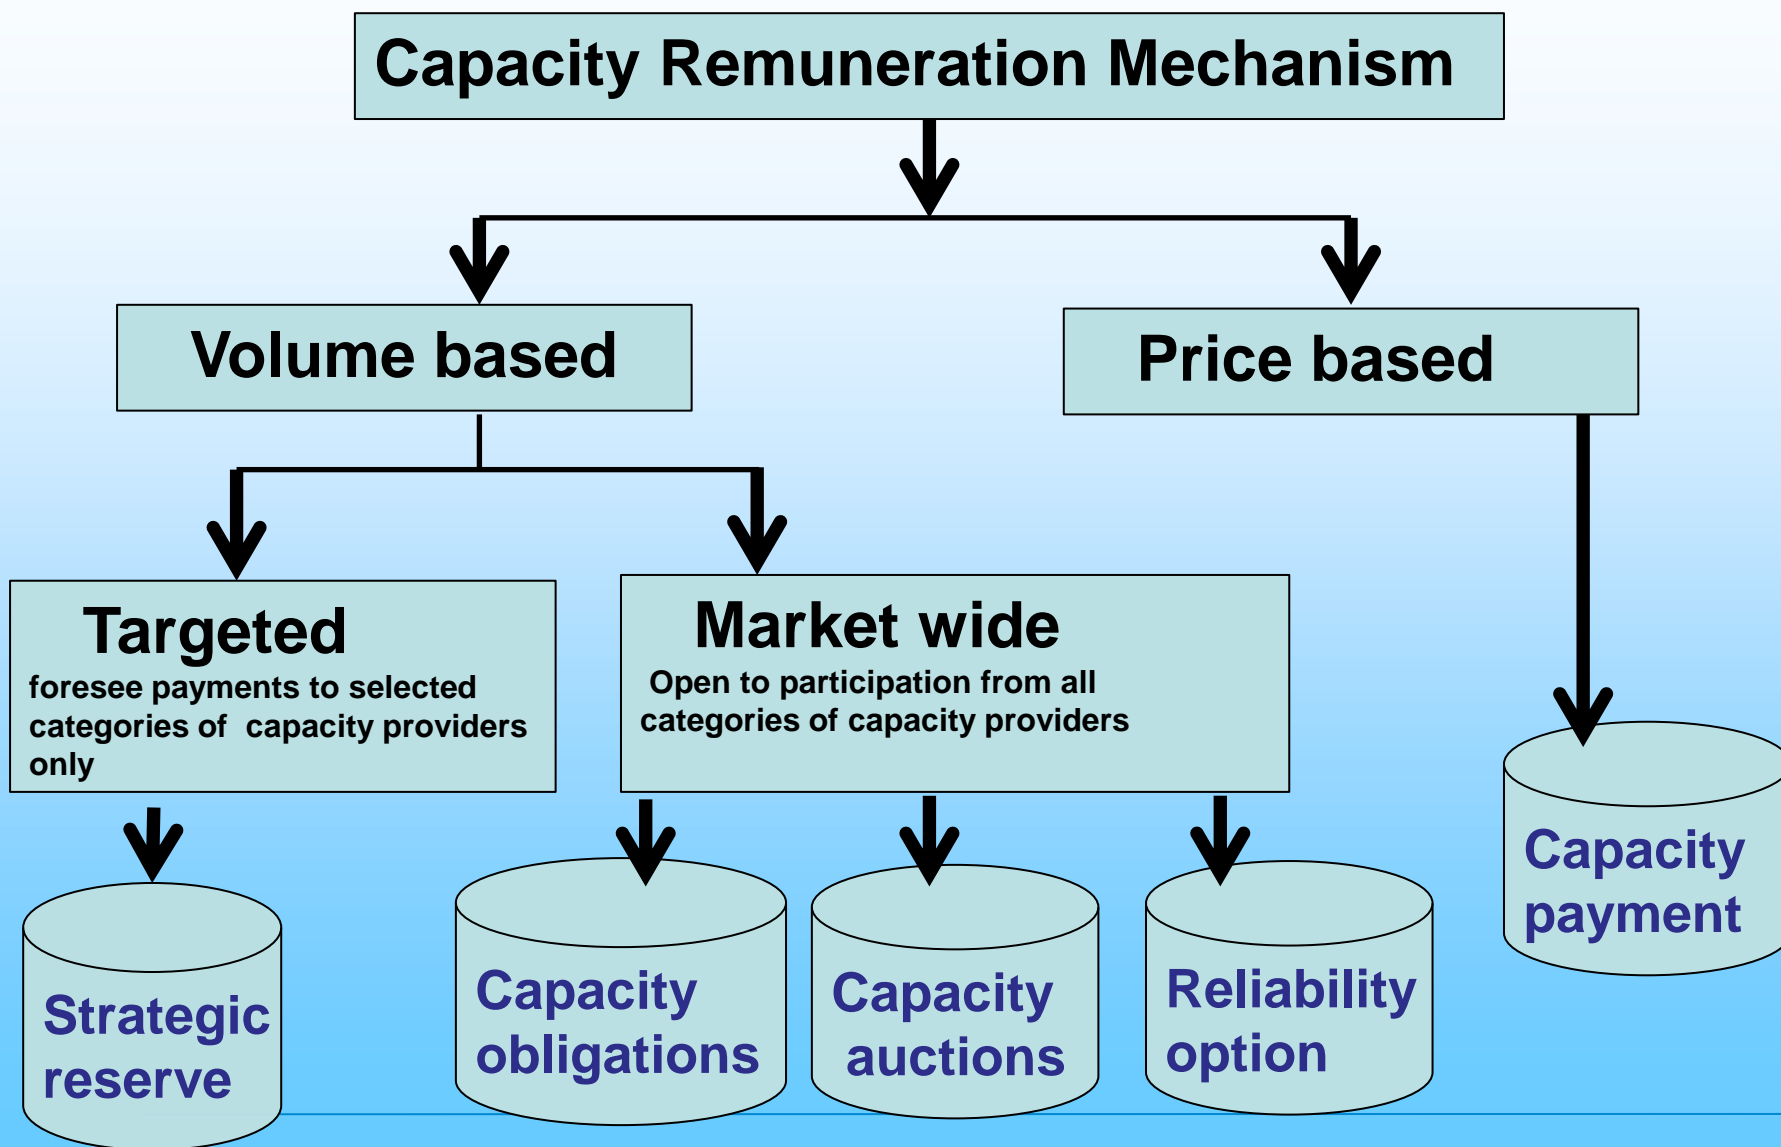 Capacity Remuneration Mechanism
Volume based
Price based
Targeted
foresee payments to selected
categories of capacity providers
only
Market wide
Open to participation from all
categories of capacity providers
Strategic
reserve
Capacity
obligations
Capacity
auctions
Reliability
option
Capacity
payment